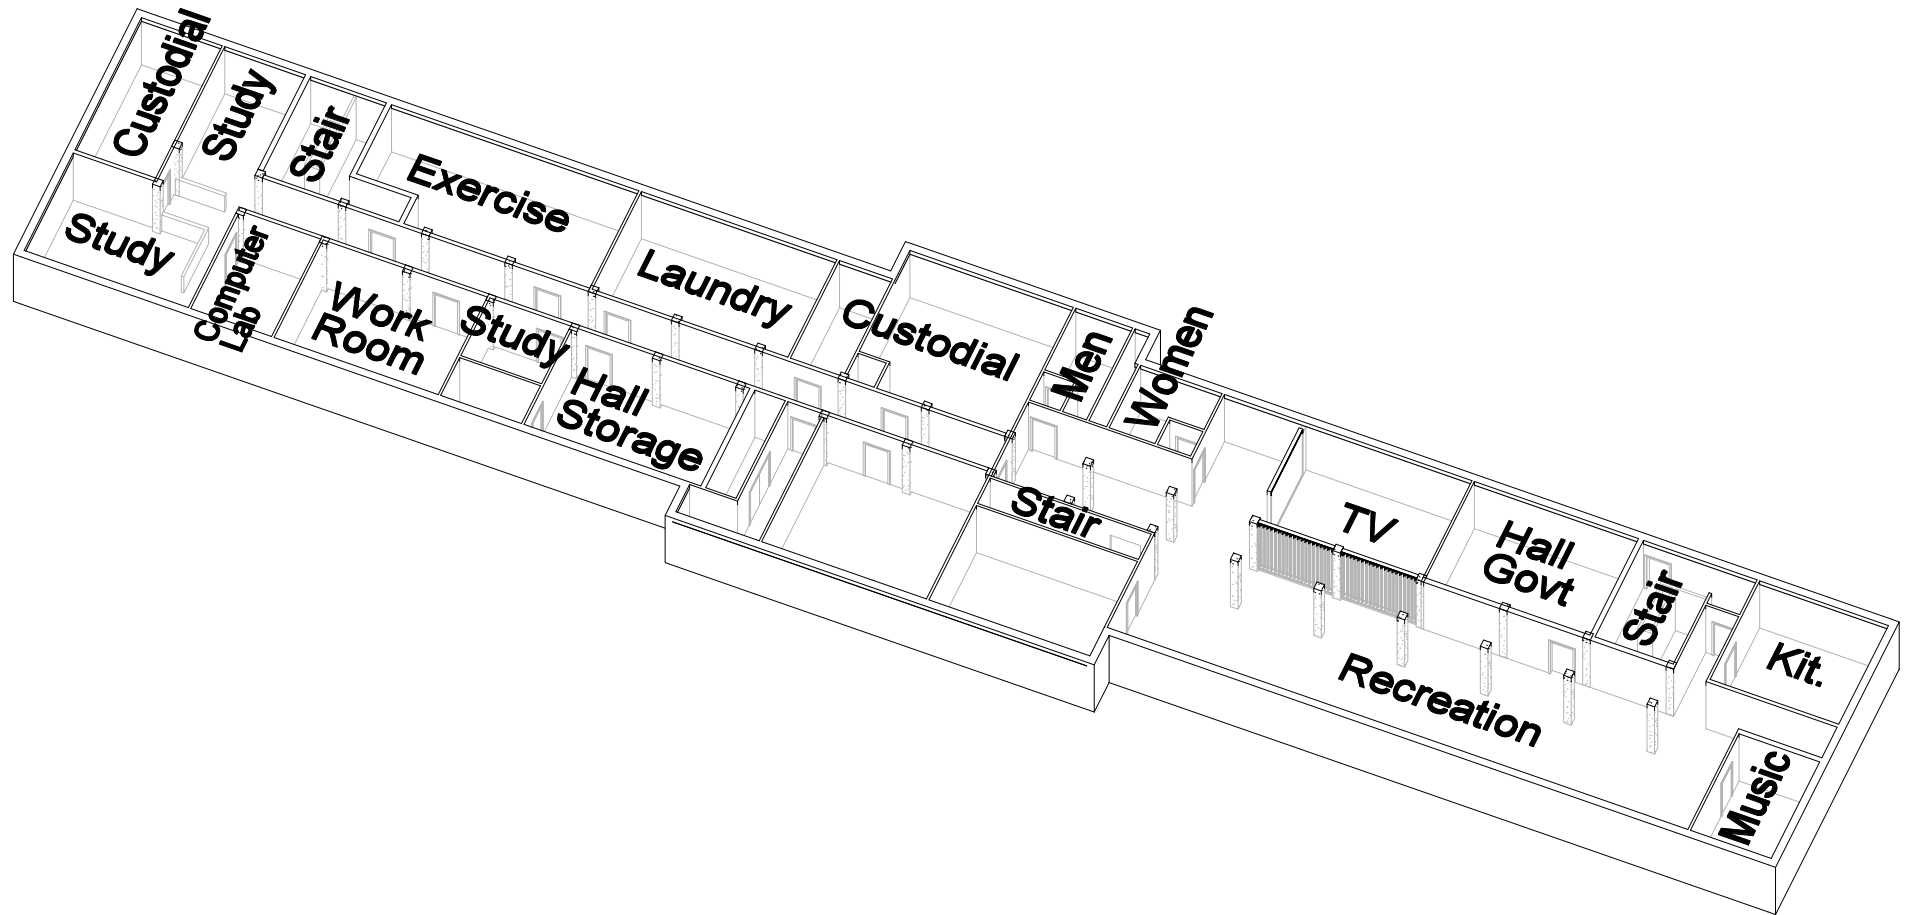 Custodial
Study
Stair
Exercise
Study
Computer
Lab
Work
Room
Study
Laundry
Custodial
Hall
Storage
Men
Women
Stair
TV
Hall
Govt
Stair
Kit.
Recreation
Music